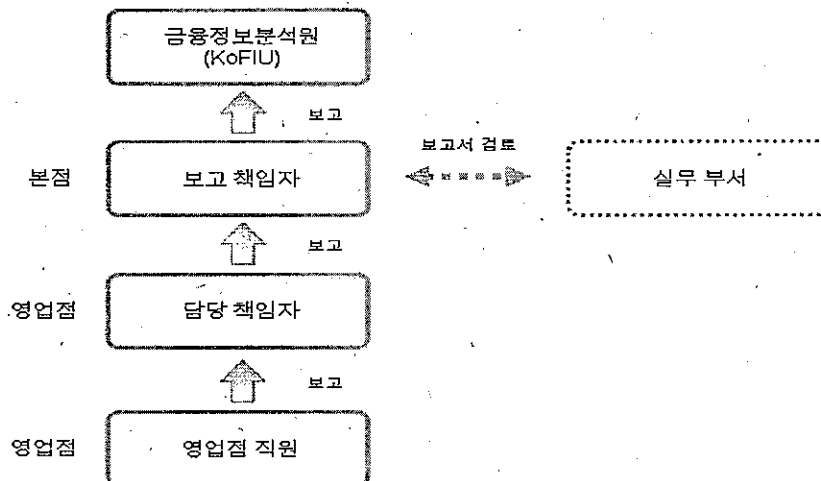 금융정보분석원
(KoFIU)
보고
보고서 검토
본점
보고 책임자
실무 부서
보고
영업점
담당 책임자
보고
영업점
영업점 직원